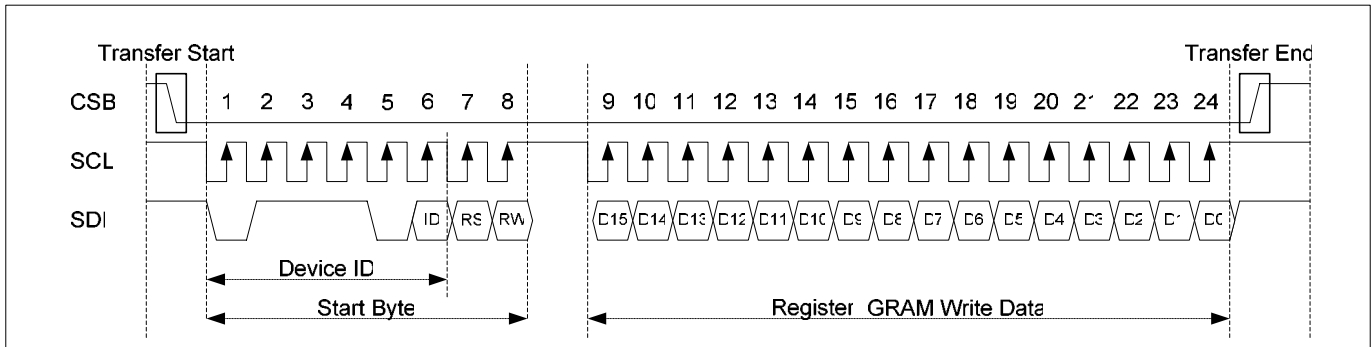 Transfer Start Transfer End
CSB 1 2 3 4 5 6 7 8 9 10 11 12 13 14 15 16 17 18 19 20 21 22 23 24
SCL
SDI ID RS RW D15 D14 D13 D12 D11 D10 D9 D8 D7 D6 D5 D4 D3 D2 D1 D0
Device ID
Start Byte Register GRAM Write Data